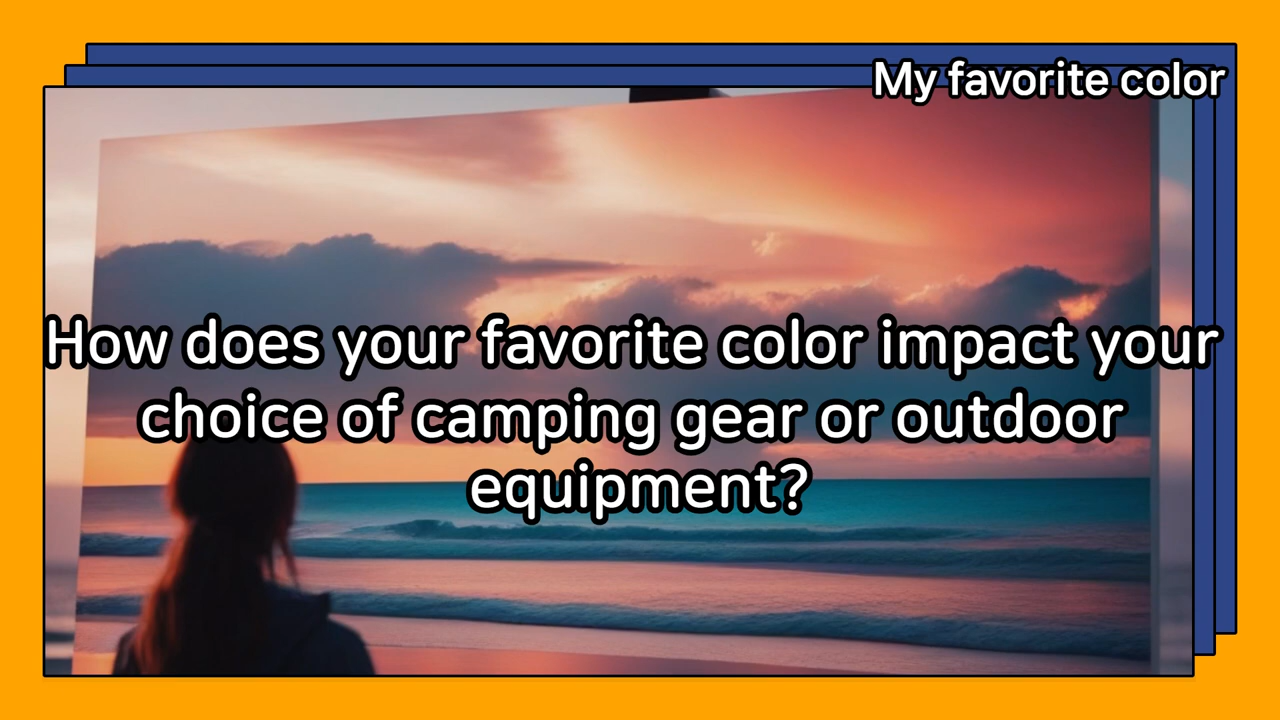 My favorite color
How does your favorite color impact your
choice of camping gear or outdoor
equipment?